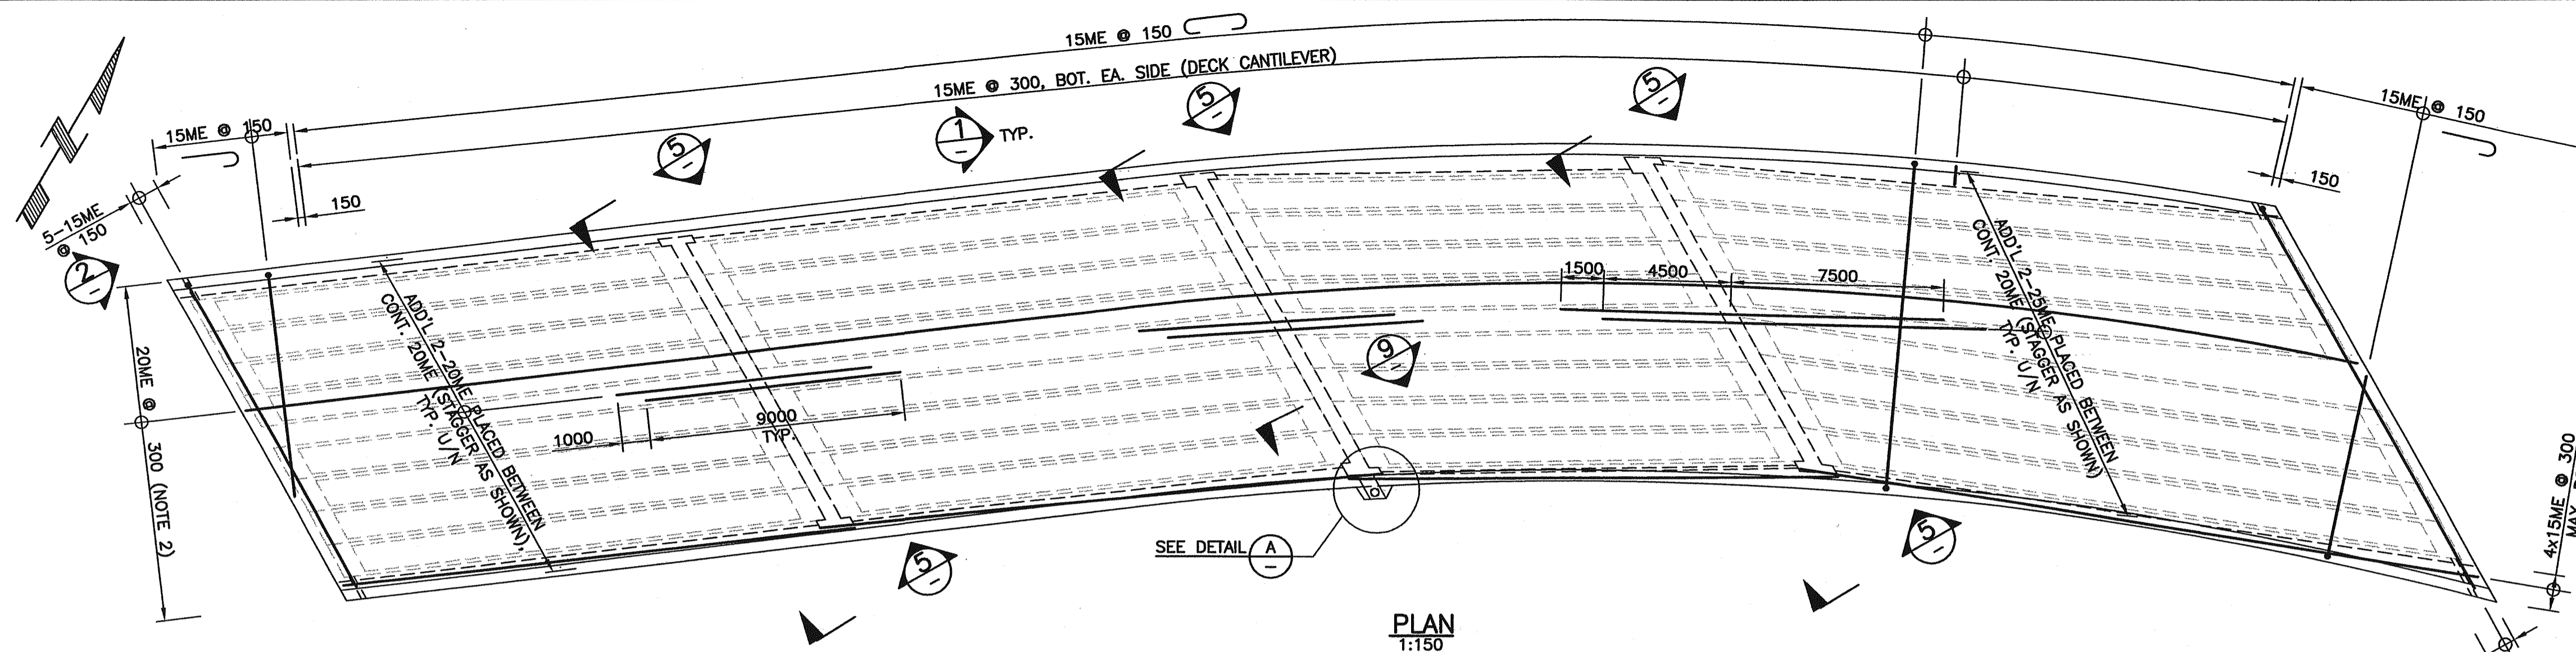 15ME @ 150
15ME @ 300, BOT. EA. SIDE (DECK CANTILEVER)
5
5
5
1
TYP.
15ME @ 150
15ME @ 150
150
150
5-15ME
@ 150
2
20ME @ 300 (NOTE 2)
ADD'L 2-20ME PLACED BETWEEN
CONT. 20ME (STAGGER AS SHOWN),
TYP. U/N
1000
9000
TYP.
1500
4500
7500
ADD'L 2-25ME PLACED BETWEEN
CONT. 20ME (STAGGER AS SHOWN)
TYP. U/N
5
5
SEE DETAIL A
4x15ME @ 300
PLAN
1:150